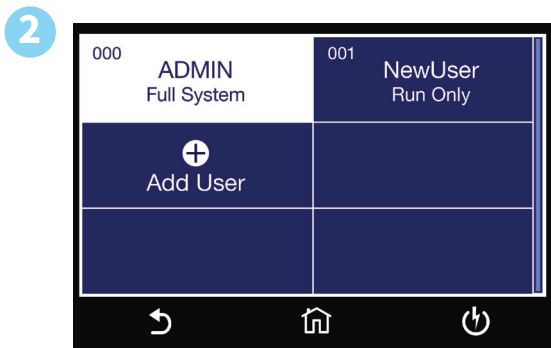 2
000
ADMIN
Full System
001
NewUser
Run Only
Add User